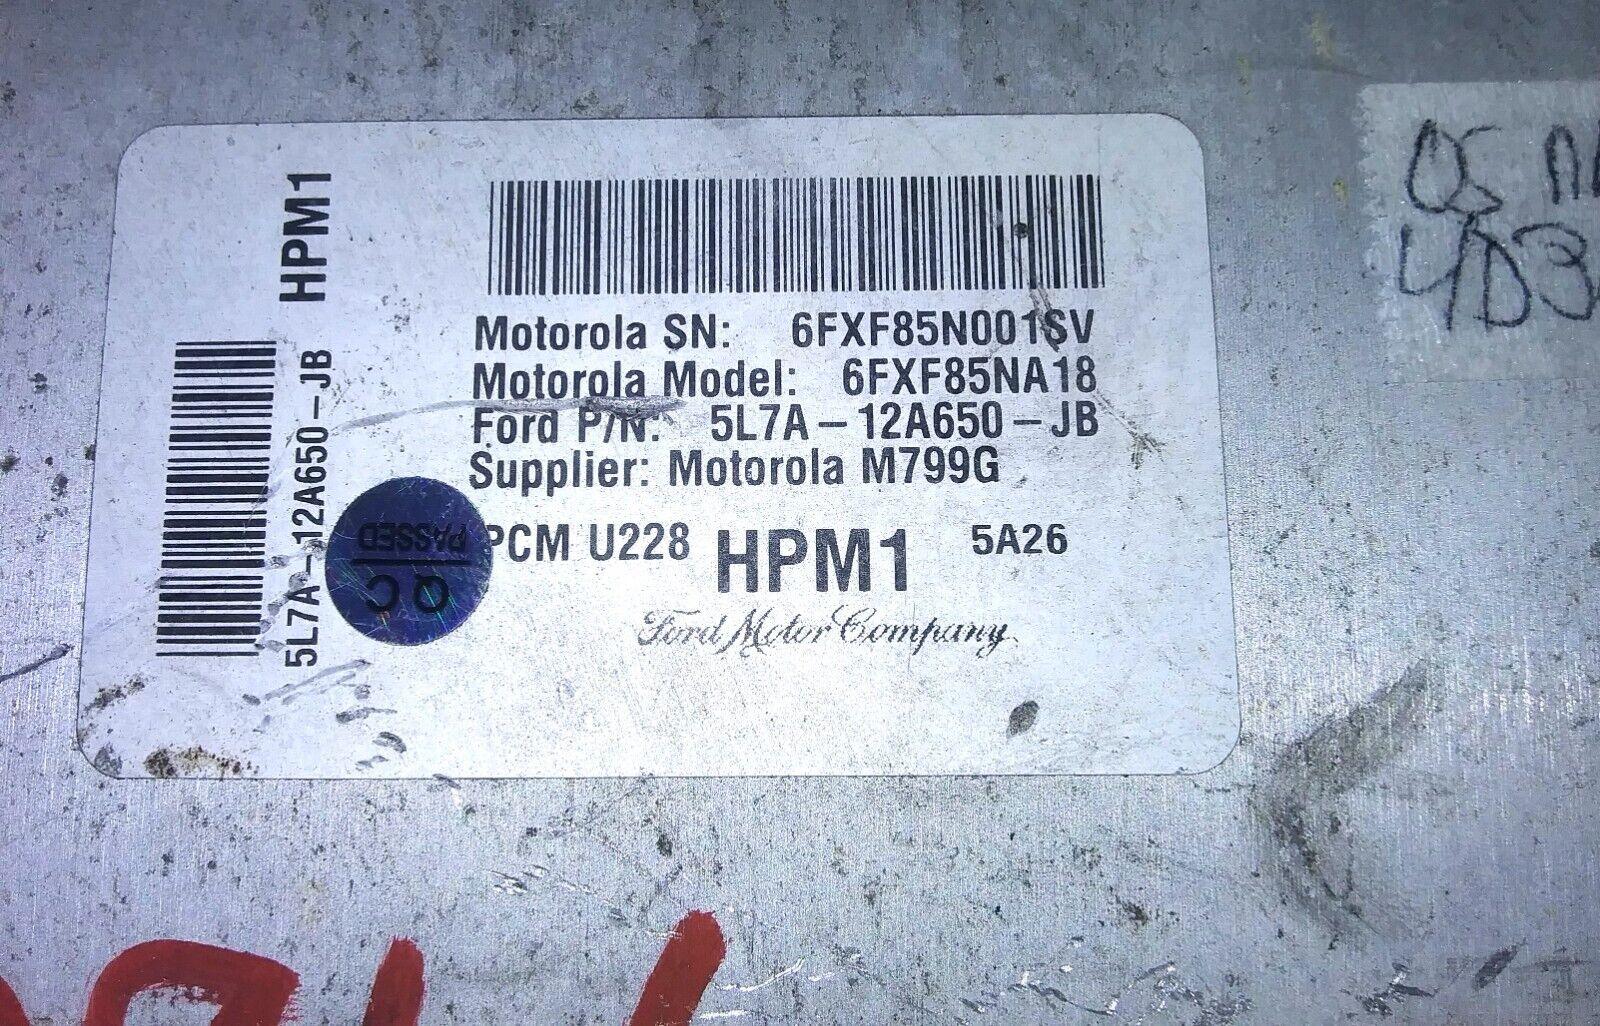 HPM1
5L7A-12A650-JB
Motorola SN: 6FXF85N001SV
Motorola Model: 6FXF85NA18
Ford P/N: 5L7A-12A650-JB
Supplier: Motorola M799G
PCM U228 HPM1 5A26
Ford Motor Company
QC
PASSED